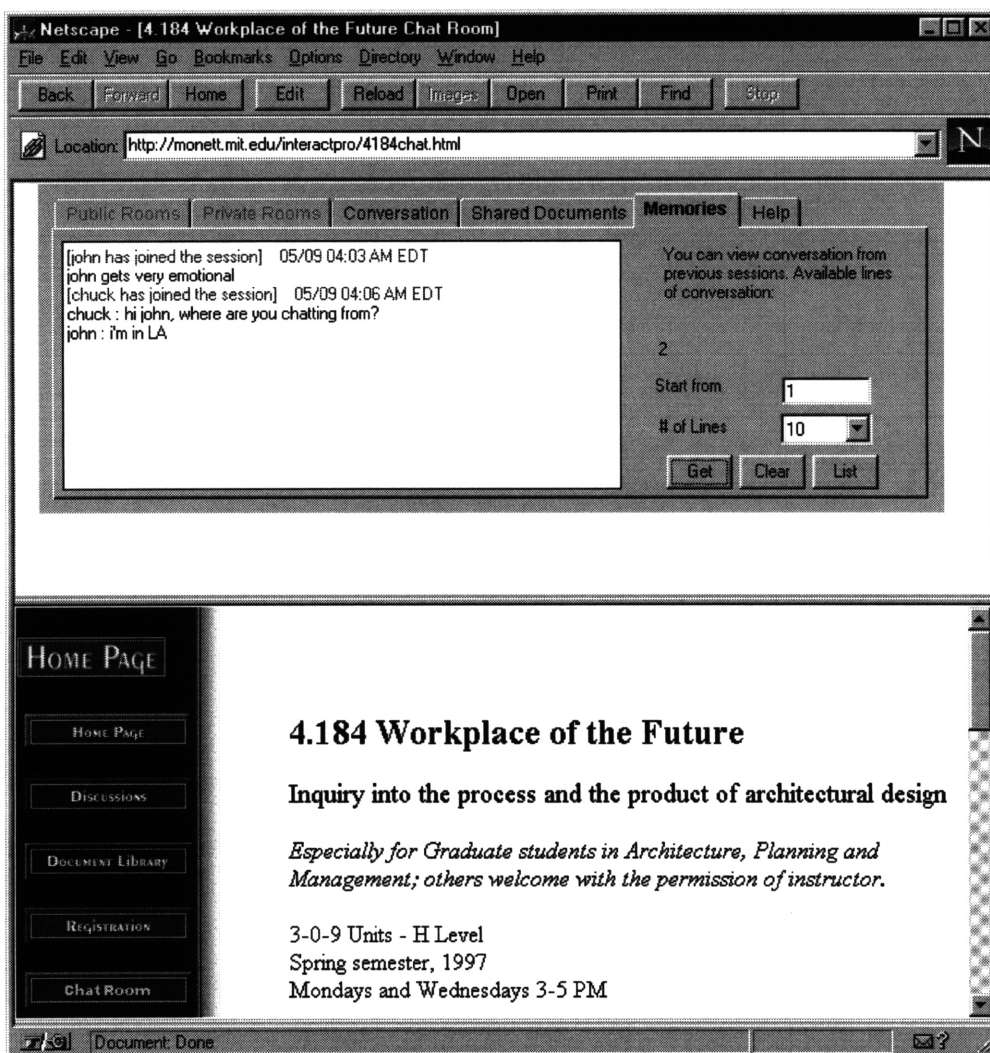 Netscape - [4.184 Workplace of the Future Chat Room]
File Edit View Go Bookmarks Options Directory Window Help
Back Forward Home Edit Reload Images Open Print Find Stop
Location: http://monett.mit.edu/interactpro/4184chat.html
N
Public Rooms Private Rooms Conversation Shared Documents Memories Help
[john has joined the session] 05/09 04:03 AM EDT
john gets very emotional
[chuck has joined the session] 05/09 04:06 AM EDT
chuck : hi john, where are you chatting from?
john : i'm in LA
You can view conversation from
previous sessions. Available lines
of conversation:
2
Start from 1
# of Lines 10
Get Clear List
HOME PAGE
HOME PAGE
DISCUSSIONS
DOCUMENT LIBRARY
REGISTRATION
Chat Room
4.184 Workplace of the Future
Inquiry into the process and the product of architectural design
Especially for Graduate students in Architecture, Planning and
Management; others welcome with the permission of instructor.
3-0-9 Units - H Level
Spring semester, 1997
Mondays and Wednesdays 3-5 PM
Document: Done
?